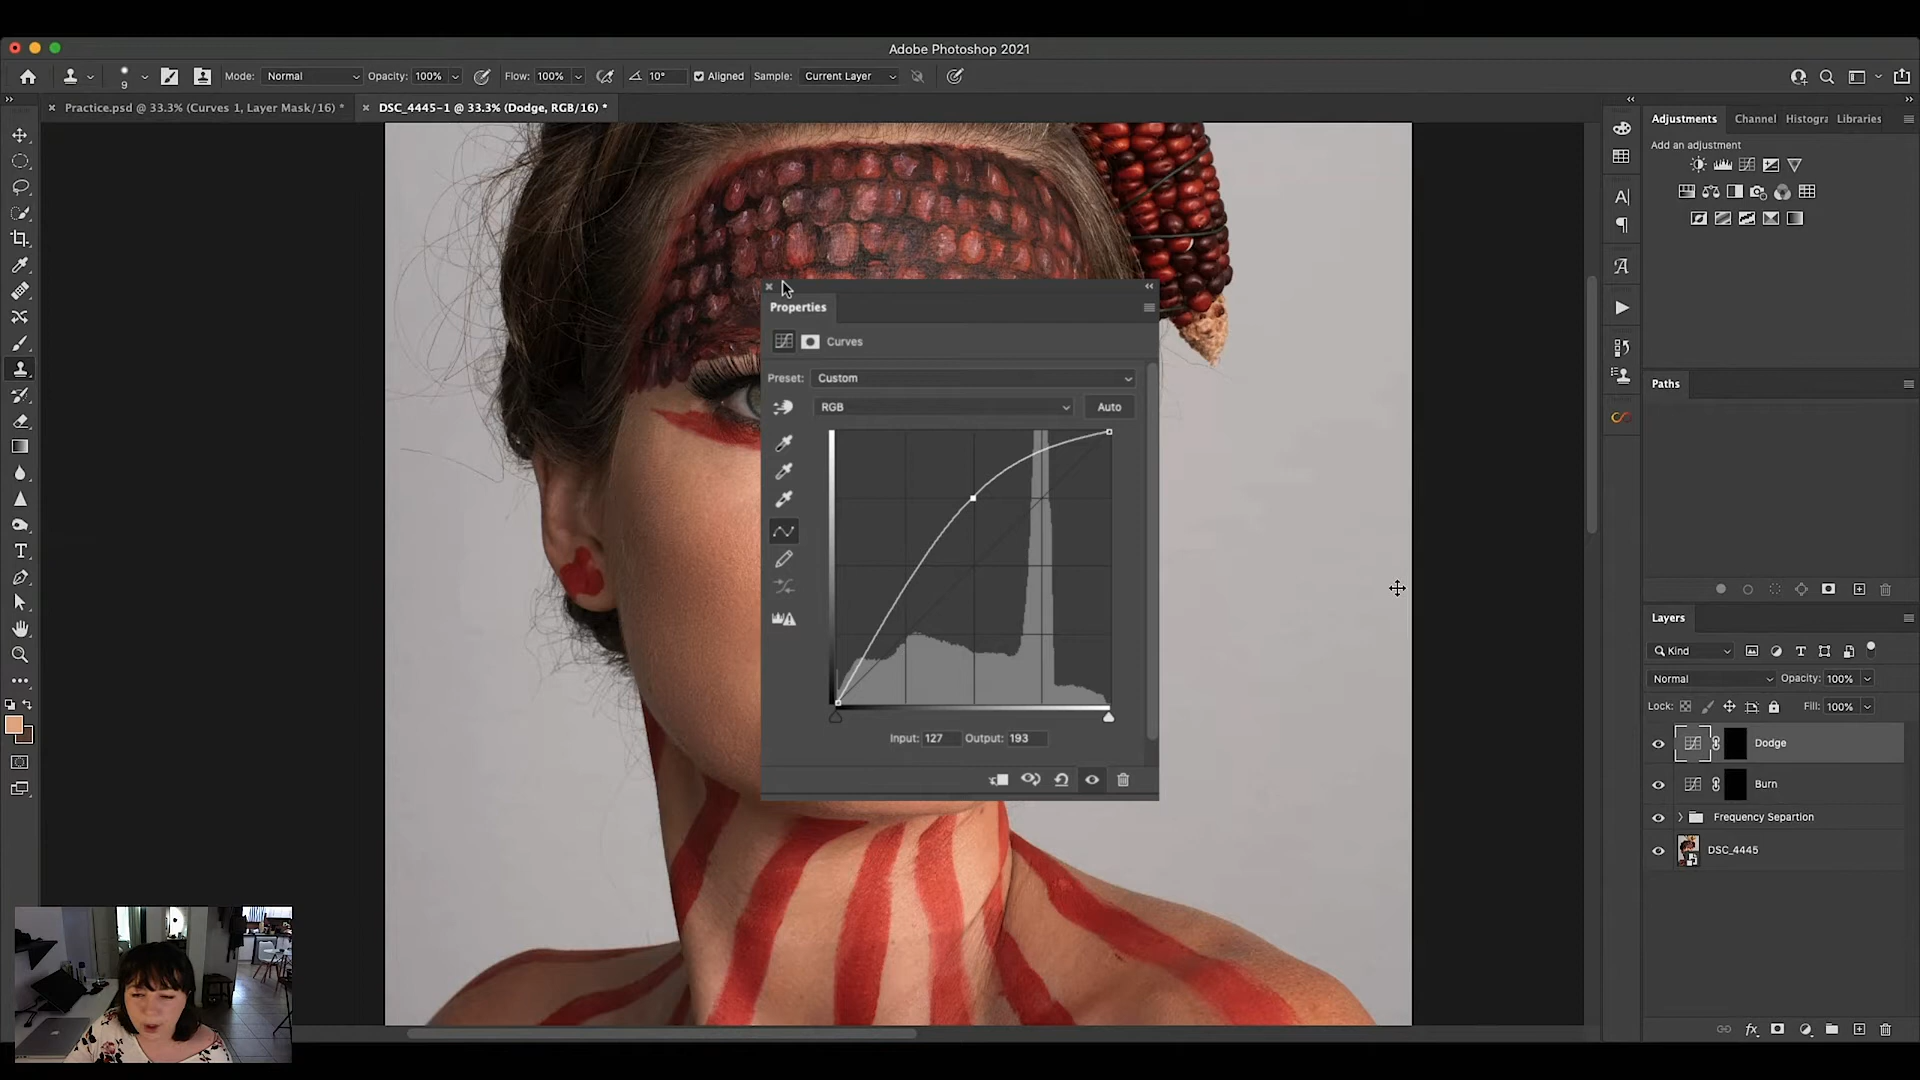 Adobe Photoshop 2021
9
Mode: Normal Opacity: 100% Flow: 100% 10° Aligned Sample: Current Layer
Practice.psd @ 33.3% (Curves 1, Layer Mask/16) *
DSC_4445-1 @ 33.3% (Dodge, RGB/16) *
Adjustments Channel Histogra Libraries
Add an adjustment
Paths
Properties
Curves
Preset: Custom
RGB Auto
Input: 127 Output: 193
Layers
Kind
Normal Opacity: 100%
Lock: Fill: 100%
Dodge
Burn
Frequency Separtion
DSC_4445